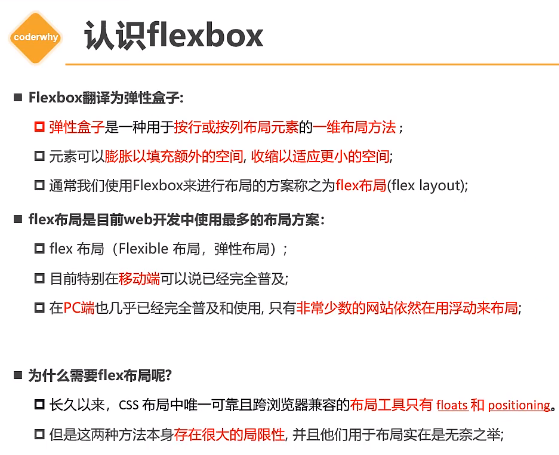 coderwhy
认识flexbox
Flexbox翻译为弹性盒子:
弹性盒子是一种用于按行或按列布局元素的一维布局方法 ;
元素可以膨胀以填充额外的空间, 收缩以适应更小的空间;
通常我们使用Flexbox来进行布局的方案称之为flex布局(flex layout);
flex布局是目前web开发中使用最多的布局方案:
flex 布局（Flexible 布局，弹性布局）;
目前特别在移动端可以说已经完全普及;
在PC端也几乎已经完全普及和使用, 只有非常少数的网站依然在用浮动来布局;
为什么需要flex布局呢?
长久以来，CSS 布局中唯一可靠且跨浏览器兼容的布局工具只有 floats 和 positioning。
但是这两种方法本身存在很大的局限性, 并且他们用于布局实在是无奈之举;